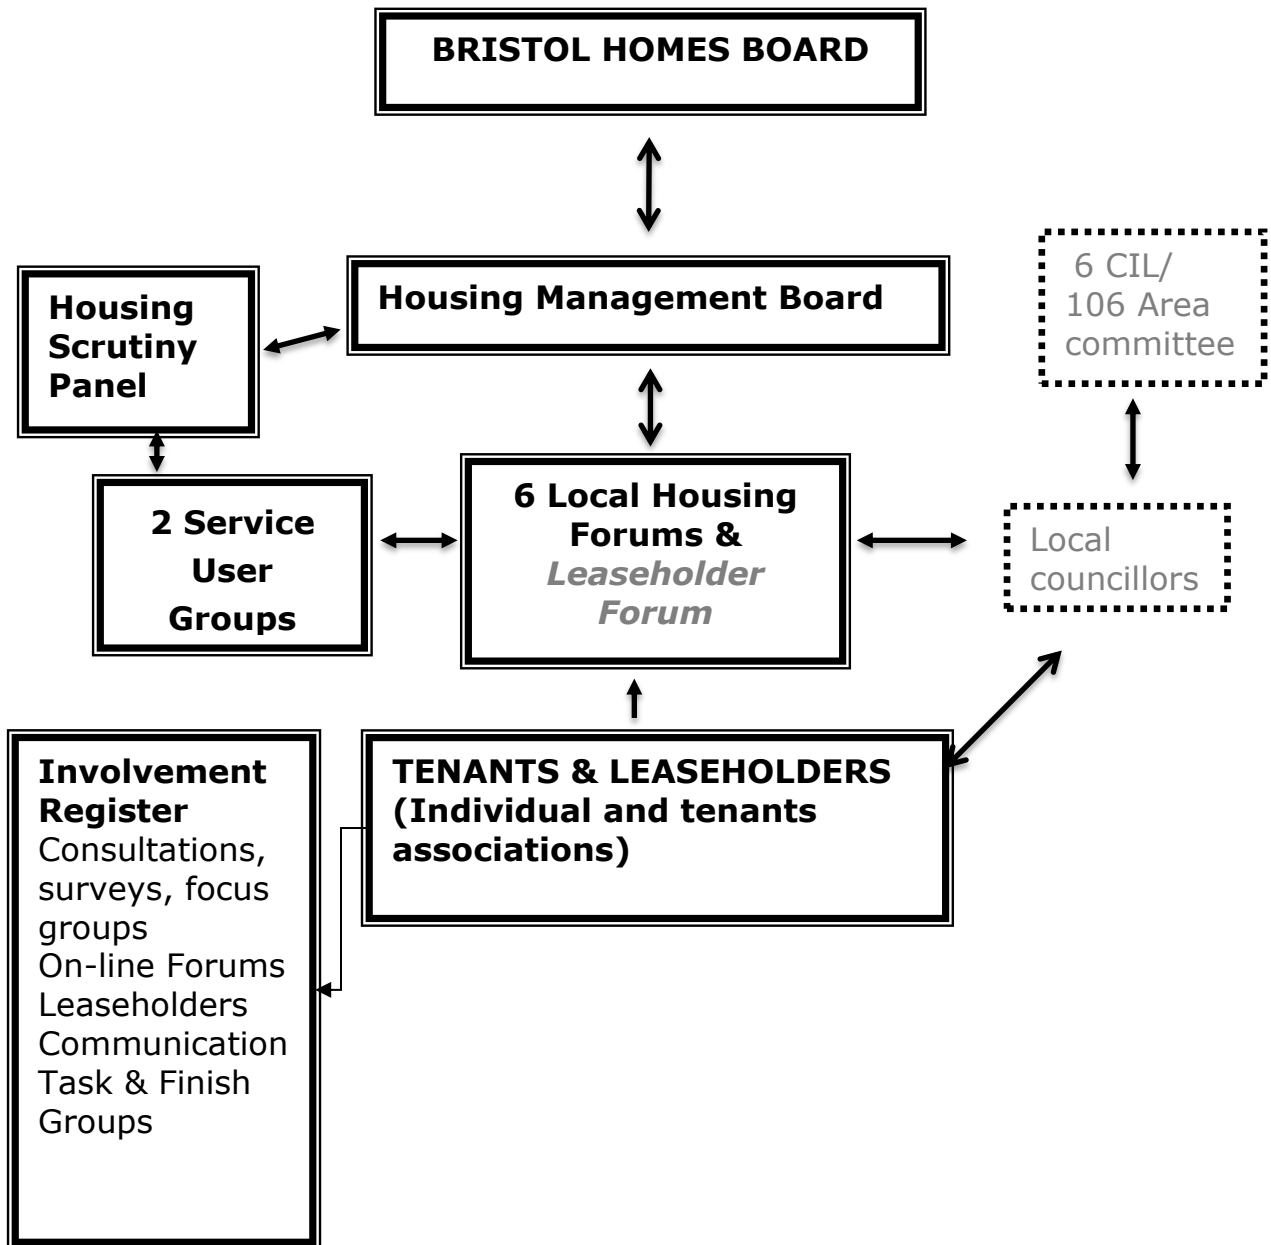 BRISTOL HOMES BOARD
Housing Management Board
Housing
Scrutiny
Panel
6 CIL/
106 Area
committee
2 Service
User
Groups
6 Local Housing
Forums &
Leaseholder
Forum
Local
councillors
Involvement
Register
Consultations,
surveys, focus
groups
On-line Forums
Leaseholders
Communication
Task & Finish
Groups
TENANTS & LEASEHOLDERS
(Individual and tenants
associations)